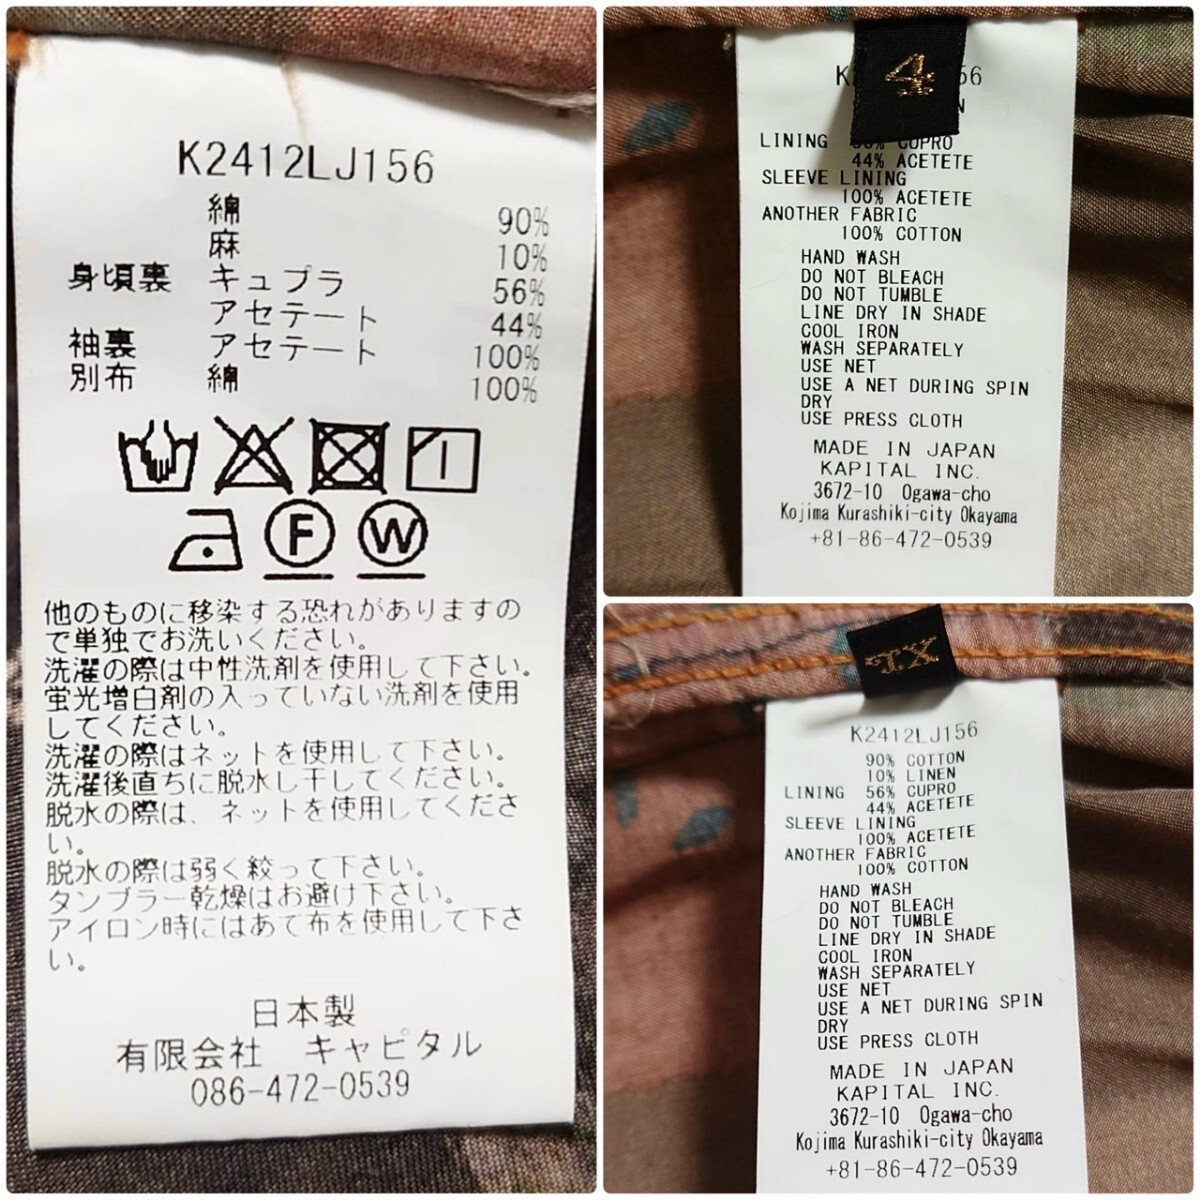 K2412LJ156
綿 90%
麻 10%
身頃裏 キュプラ 56%
アセテート 44%
袖裏 アセテート 100%
別布 綿 100%
F W
他のものに移染する恐れがありますの
で単独でお洗いください。
洗濯の際は中性洗剤を使用して下さい。
蛍光増白剤の入っていない洗剤を使用
してください。
洗濯の際はネットを使用して下さい。
洗濯後直ちに脱水し干してください。
脱水の際は、ネットを使用してくださ
い。
脱水の際は弱く絞って下さい。
タンブラー乾燥はお避け下さい。
アイロン時にはあて布を使用して下さ
い。
日本製
有限会社 キャピタル
086-472-0539
4
LINING CUPRO
44% ACETETE
SLEEVE LINING
100% ACETETE
ANOTHER FABRIC
100% COTTON
HAND WASH
DO NOT BLEACH
DO NOT TUMBLE
LINE DRY IN SHADE
COOL IRON
WASH SEPARATELY
USE NET
USE A NET DURING SPIN
DRY
USE PRESS CLOTH
MADE IN JAPAN
KAPITAL INC.
3672-10 Ogawa-cho
Kojima Kurashiki-city Okayama
+81-86-472-0539
XL
K2412LJ156
90% COTTON
10% LINEN
LINING 56% CUPRO
44% ACETETE
SLEEVE LINING
100% ACETETE
ANOTHER FABRIC
100% COTTON
HAND WASH
DO NOT BLEACH
DO NOT TUMBLE
LINE DRY IN SHADE
COOL IRON
WASH SEPARATELY
USE NET
USE A NET DURING SPIN
DRY
USE PRESS CLOTH
MADE IN JAPAN
KAPITAL INC.
3672-10 Ogawa-cho
Kojima Kurashiki-city Okayama
+81-86-472-0539